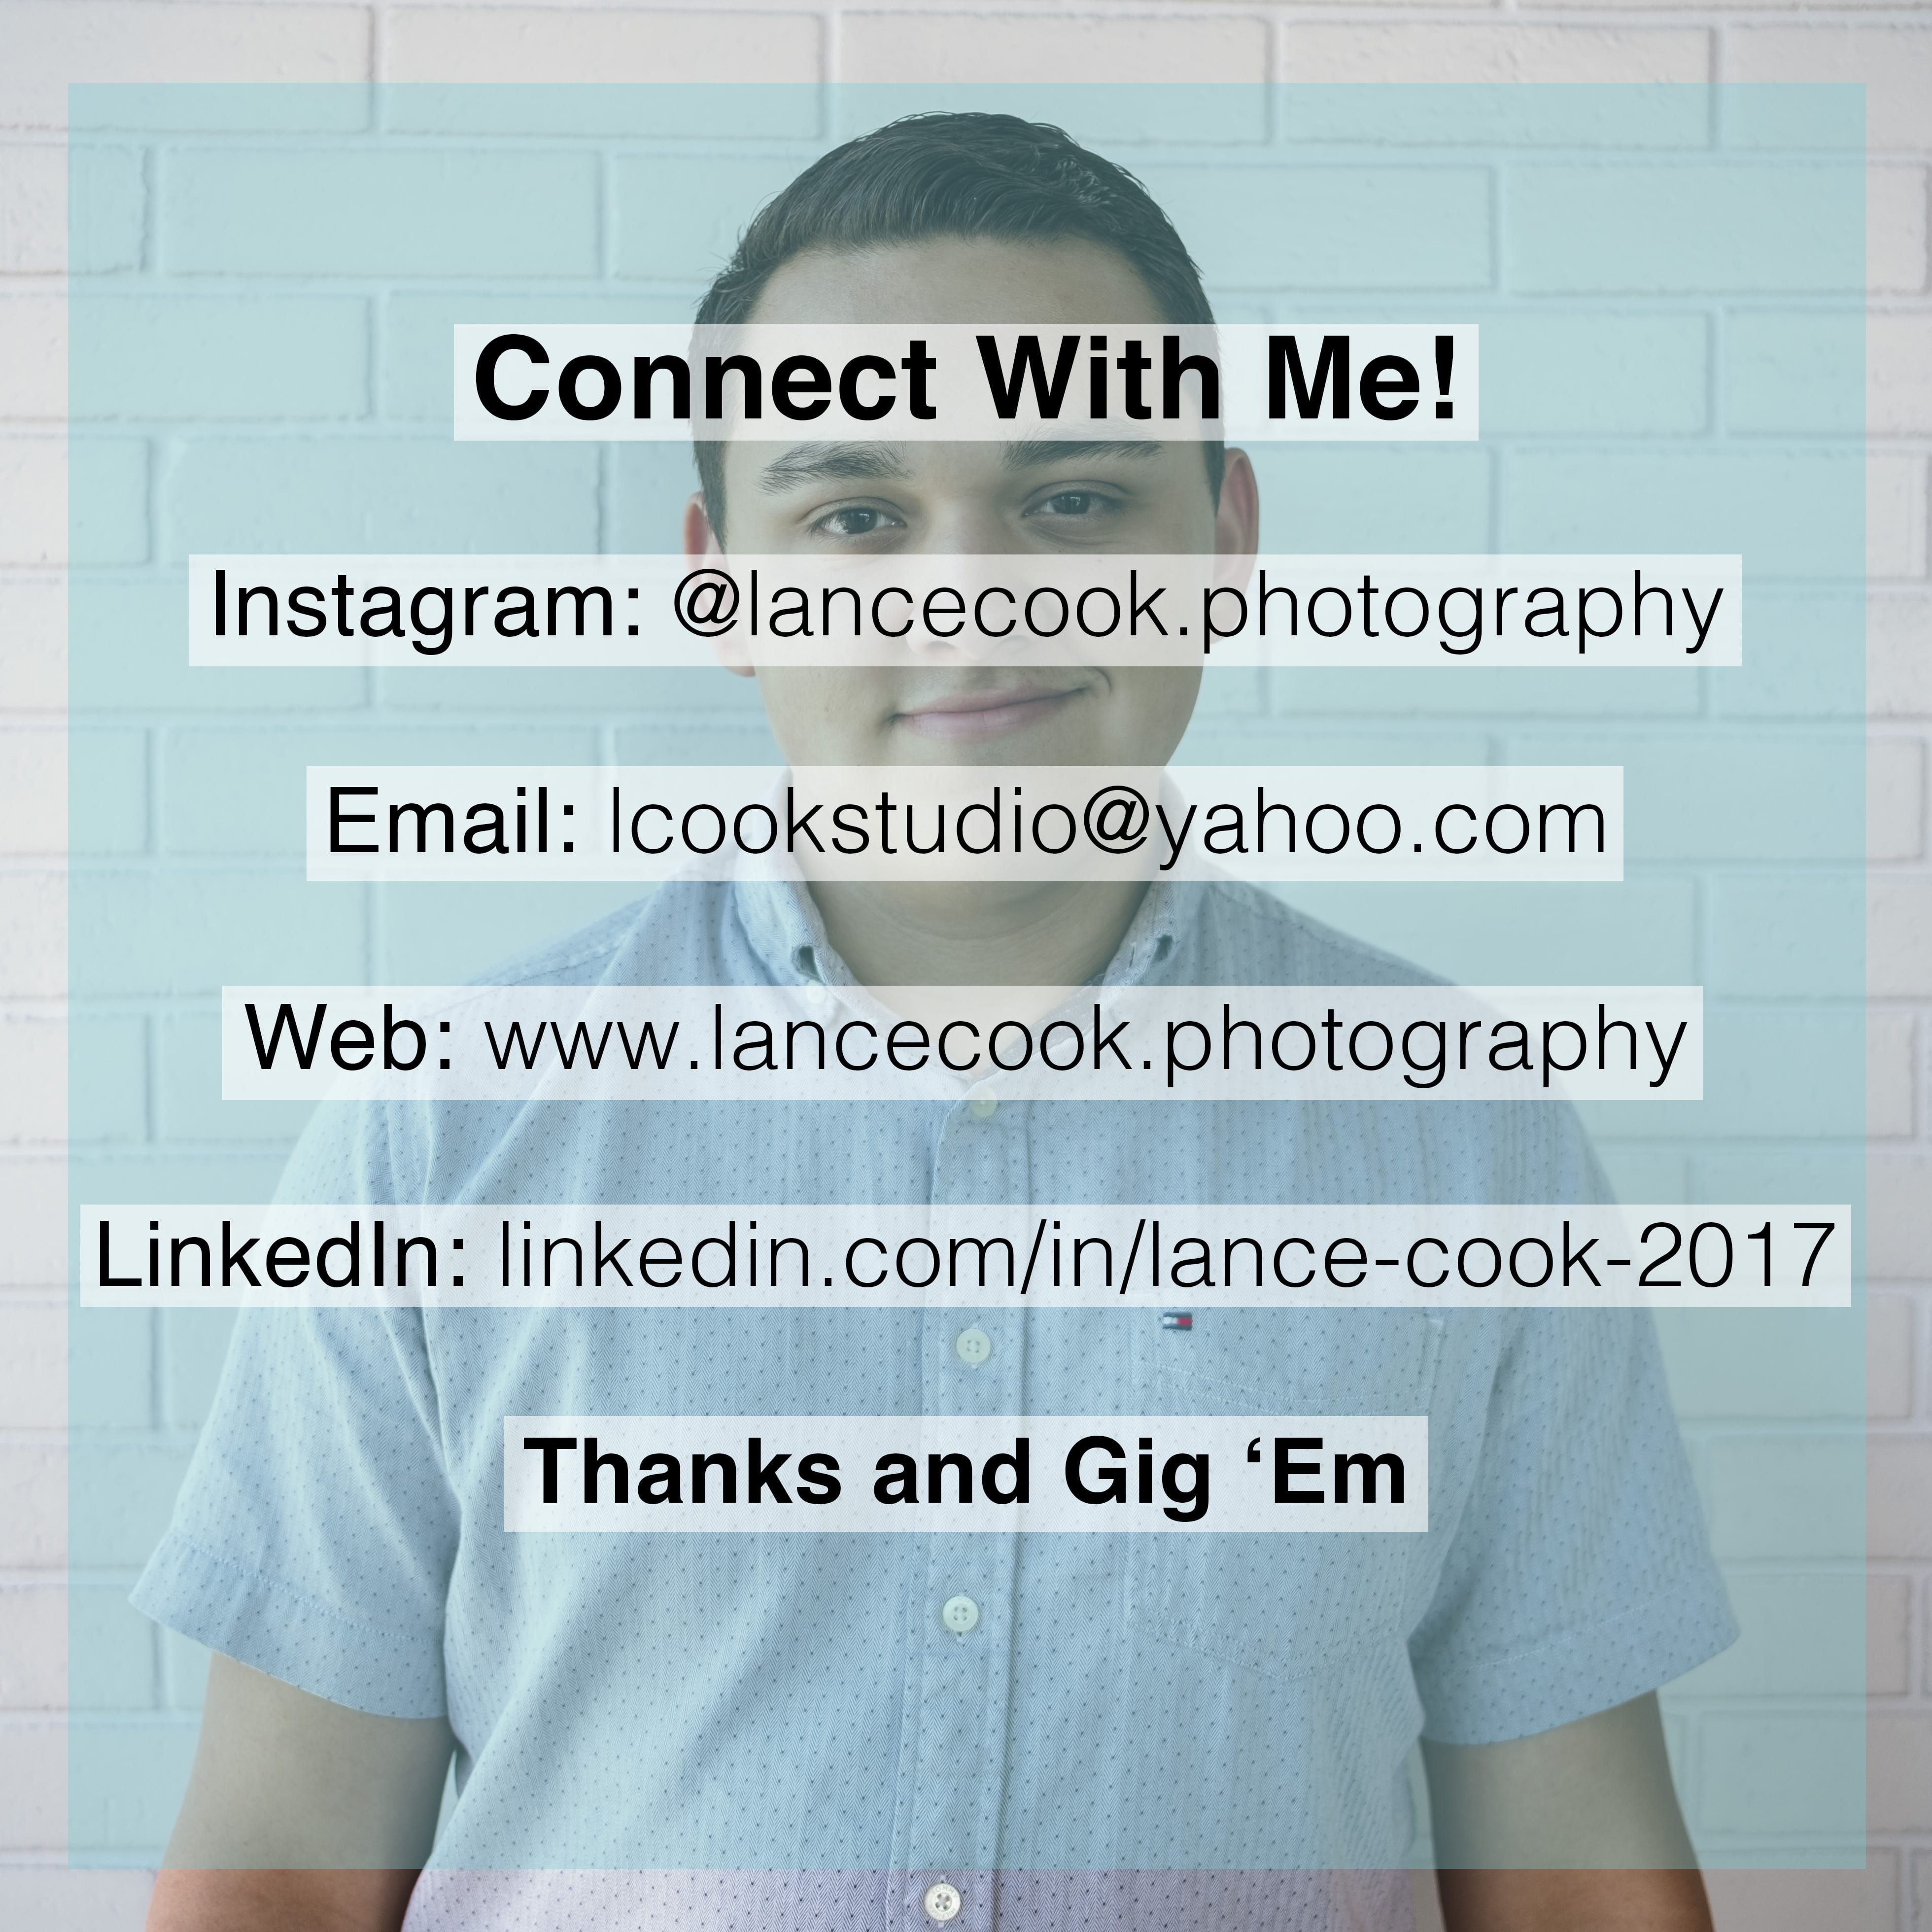 Connect With Me!
Instagram: @lancecook.photography
Email: lcookstudio@yahoo.com
Web: www.lancecook.photography
LinkedIn: linkedin.com/in/lance-cook-2017
Thanks and Gig ‘Em